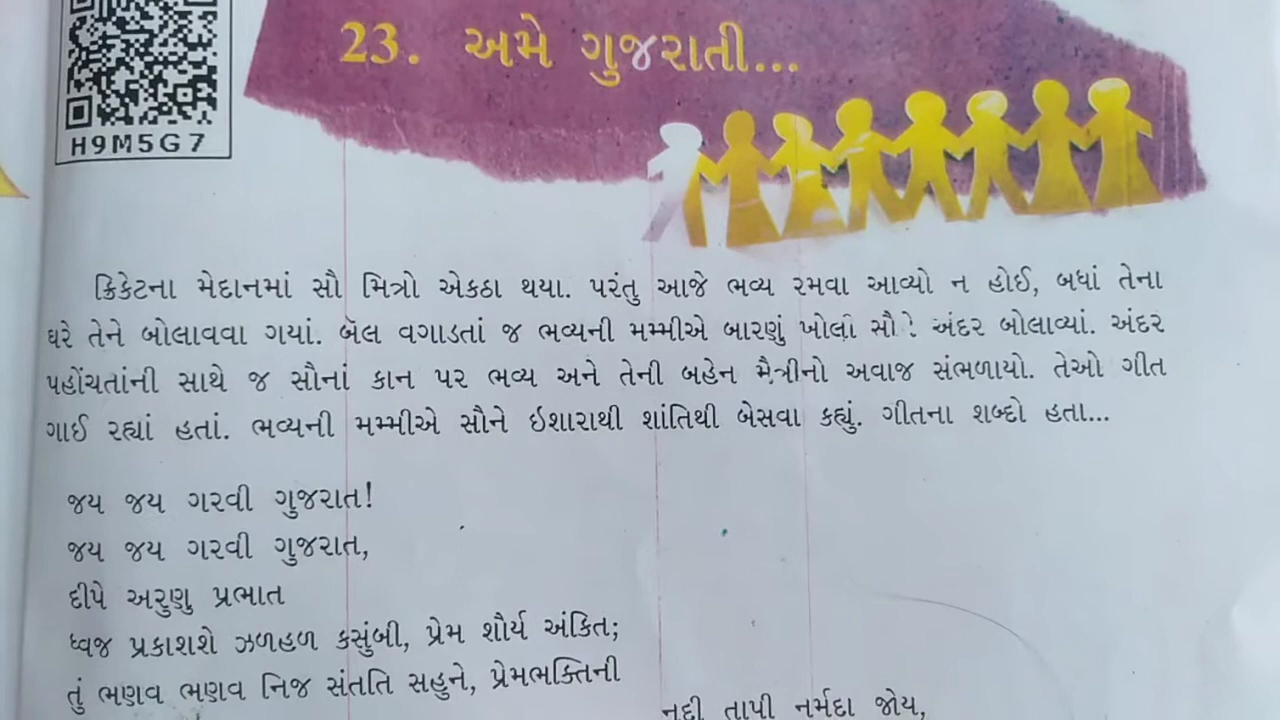 H9M5G7
23. અમે ગુજરાતી...
ક્રિકેટના મેદાનમાં સૌ મિત્રો એકઠા થયા. પરંતુ આજે ભવ્ય રમવા આવ્યો ન હોઈ, બધાં તેના
ઘરે તેને બોલાવવા ગયાં. બૅલ વગાડતાં જ ભવ્યની મમ્મીએ બારણું ખોલી સૌને અંદર બોલાવ્યાં. અંદર
પહોંચતાંની સાથે જ સૌનાં કાન પર ભવ્ય અને તેની બહેન મૈત્રીનો અવાજ સંભળાયો. તેઓ ગીત
ગાઈ રહ્યાં હતાં. ભવ્યની મમ્મીએ સૌને ઇશારાથી શાંતિથી બેસવા કહ્યું. ગીતના શબ્દો હતા...
જય જય ગરવી ગુજરાત!
જય જય ગરવી ગુજરાત,
દીપે અરુણુ પ્રભાત
ધ્વજ પ્રકાશશે ઝળહળ કસુંબી, પ્રેમ શૌર્ય અંકિત;
તું ભણવ ભણવ નિજ સંતતિ સહુને, પ્રેમભક્તિની
નદી તાપી નર્મદા જોય,